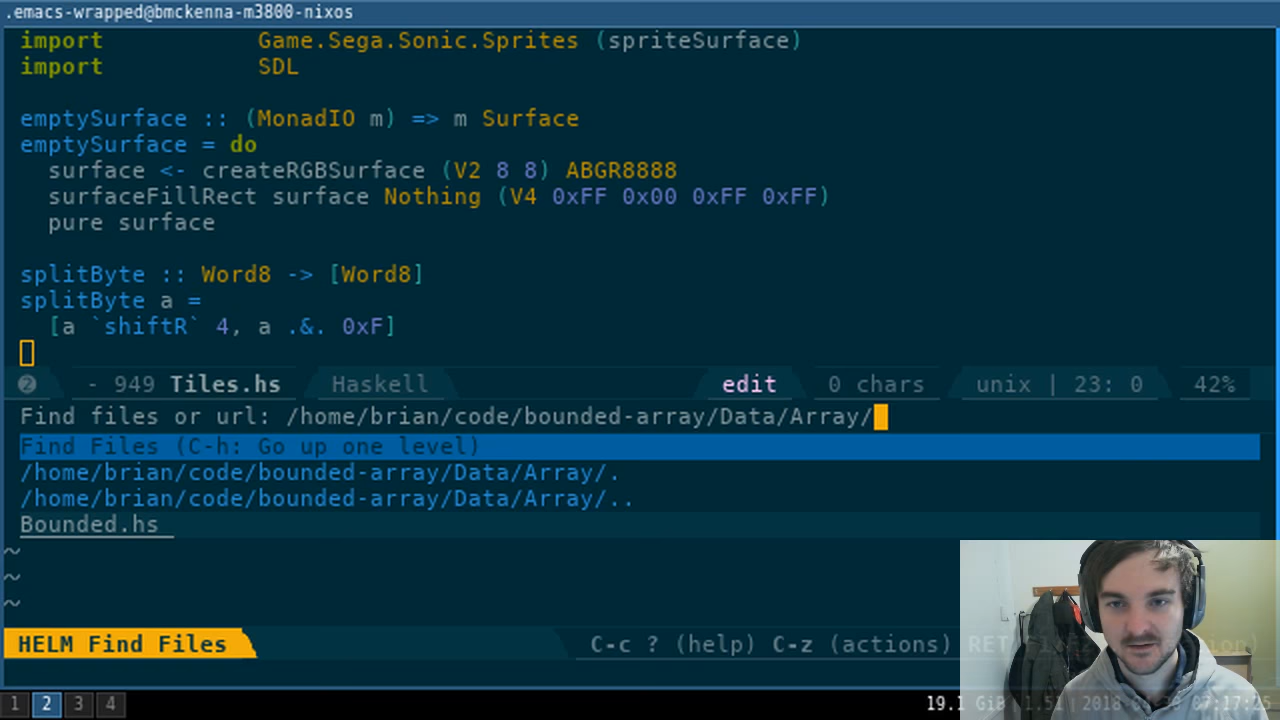 .emacs-wrapped@bmckenna-m3800-nixos
import Game.Sega.Sonic.Sprites (spriteSurface)
import SDL
emptySurface :: (MonadIO m) => m Surface
emptySurface = do
surface <- createRGBSurface (V2 8 8) ABGR8888
surfaceFillRect surface Nothing (V4 0xFF 0x00 0xFF 0xFF)
pure surface
splitByte :: Word8 -> [Word8]
splitByte a =
[a `shiftR` 4, a .&. 0xF]
❷ - 949 Tiles.hs Haskell edit 0 chars unix | 23: 0 42%
Find files or url: /home/brian/code/bounded-array/Data/Array/
Find Files (C-h: Go up one level)
/home/brian/code/bounded-array/Data/Array/.
/home/brian/code/bounded-array/Data/Array/..
Bounded.hs
~
~
~
HELM Find Files C-c ? (help) C-z (actions) RET
1 2 3 4 19.1 GiB | 1.51 | 2018